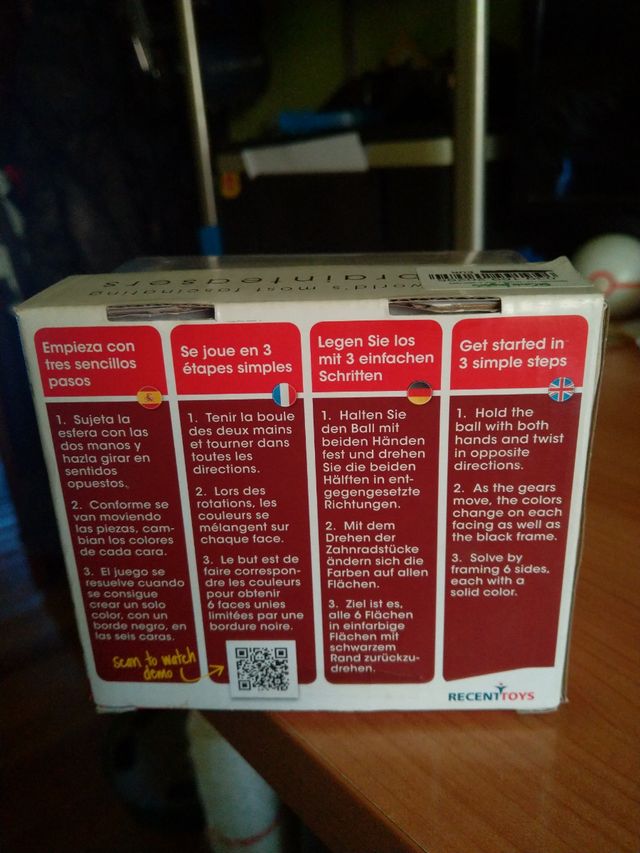 world's most fascinating
brainteasers
Empieza con
tres sencillos
pasos
1. Sujeta la
esfera con las
dos manos y
hazla girar en
sentidos
opuestos.
2. Conforme se
van moviendo
las piezas, cam-
bian los colores
de cada cara.
3. El juego se
resuelve cuando
se consigue
crear un solo
color, con un
borde negro, en
las seis caras.
Se joue en 3
étapes simples
1. Tenir la boule
des deux mains
et tourner dans
toutes les
directions.
2. Lors des
rotations, les
couleurs se
mélangent sur
chaque face.
3. Le but est de
faire correspon-
dre les couleurs
pour obtenir
6 faces unies
limitées par une
bordure noire.
scan to watch
demo
Legen Sie los
mit 3 einfachen
Schritten
1. Halten Sie
den Ball mit
beiden Händen
fest und drehen
Sie die beiden
Hälften in ent-
gegengesetzte
Richtungen.
2. Mit dem
Drehen der
Zahnradstücke
ändern sich die
Farben auf allen
Flächen.
3. Ziel ist es,
alle 6 Flächen
in einfarbige
Flächen mit
schwarzem
Rand zurückzu-
drehen.
Get started in
3 simple steps
1. Hold the
ball with both
hands and twist
in opposite
directions.
2. As the gears
move, the colors
change on each
facing as well as
the black frame.
3. Solve by
framing 6 sides,
each with a
solid color.
RECENTTOYS